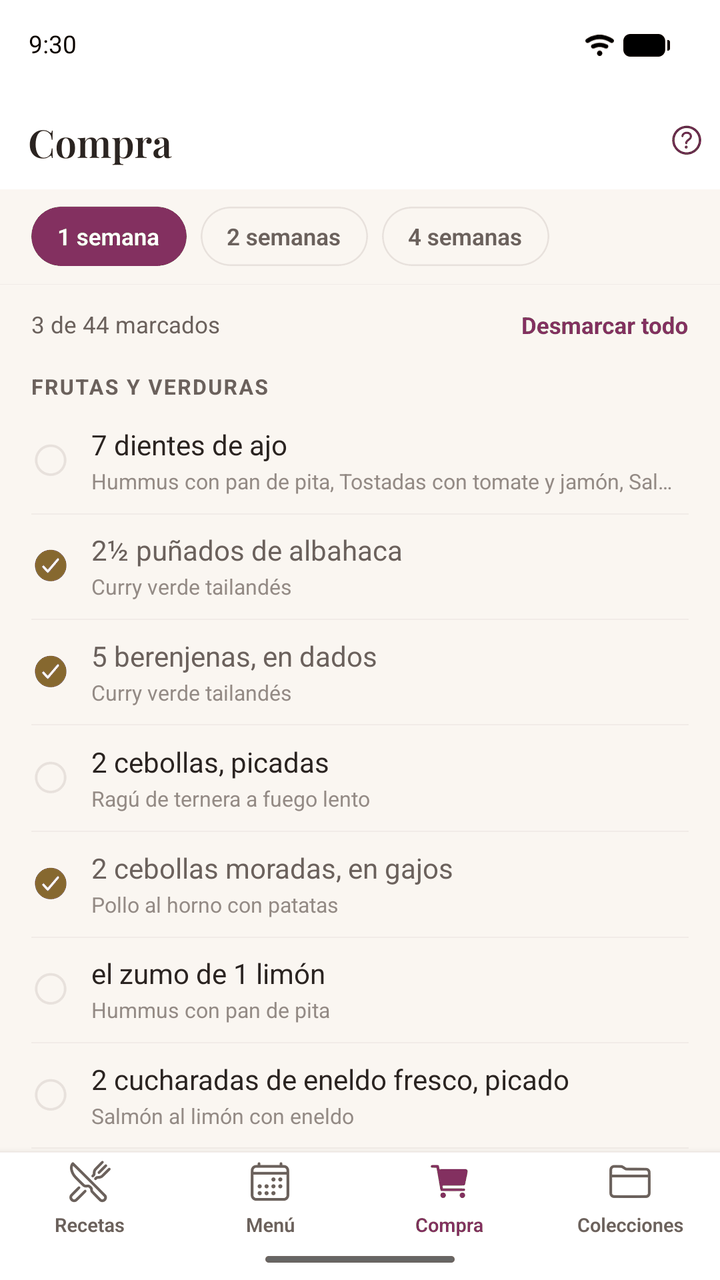 9:30
Compra
1 semana
2 semanas
4 semanas
3 de 44 marcados
Desmarcar todo
FRUTAS Y VERDURAS
7 dientes de ajo
Hummus con pan de pita, Tostadas con tomate y jamón, Sal...
2½ puñados de albahaca
Curry verde tailandés
5 berenjenas, en dados
Curry verde tailandés
2 cebollas, picadas
Ragú de ternera a fuego lento
2 cebollas moradas, en gajos
Pollo al horno con patatas
el zumo de 1 limón
Hummus con pan de pita
2 cucharadas de eneldo fresco, picado
Salmón al limón con eneldo
Recetas
Menú
Compra
Colecciones